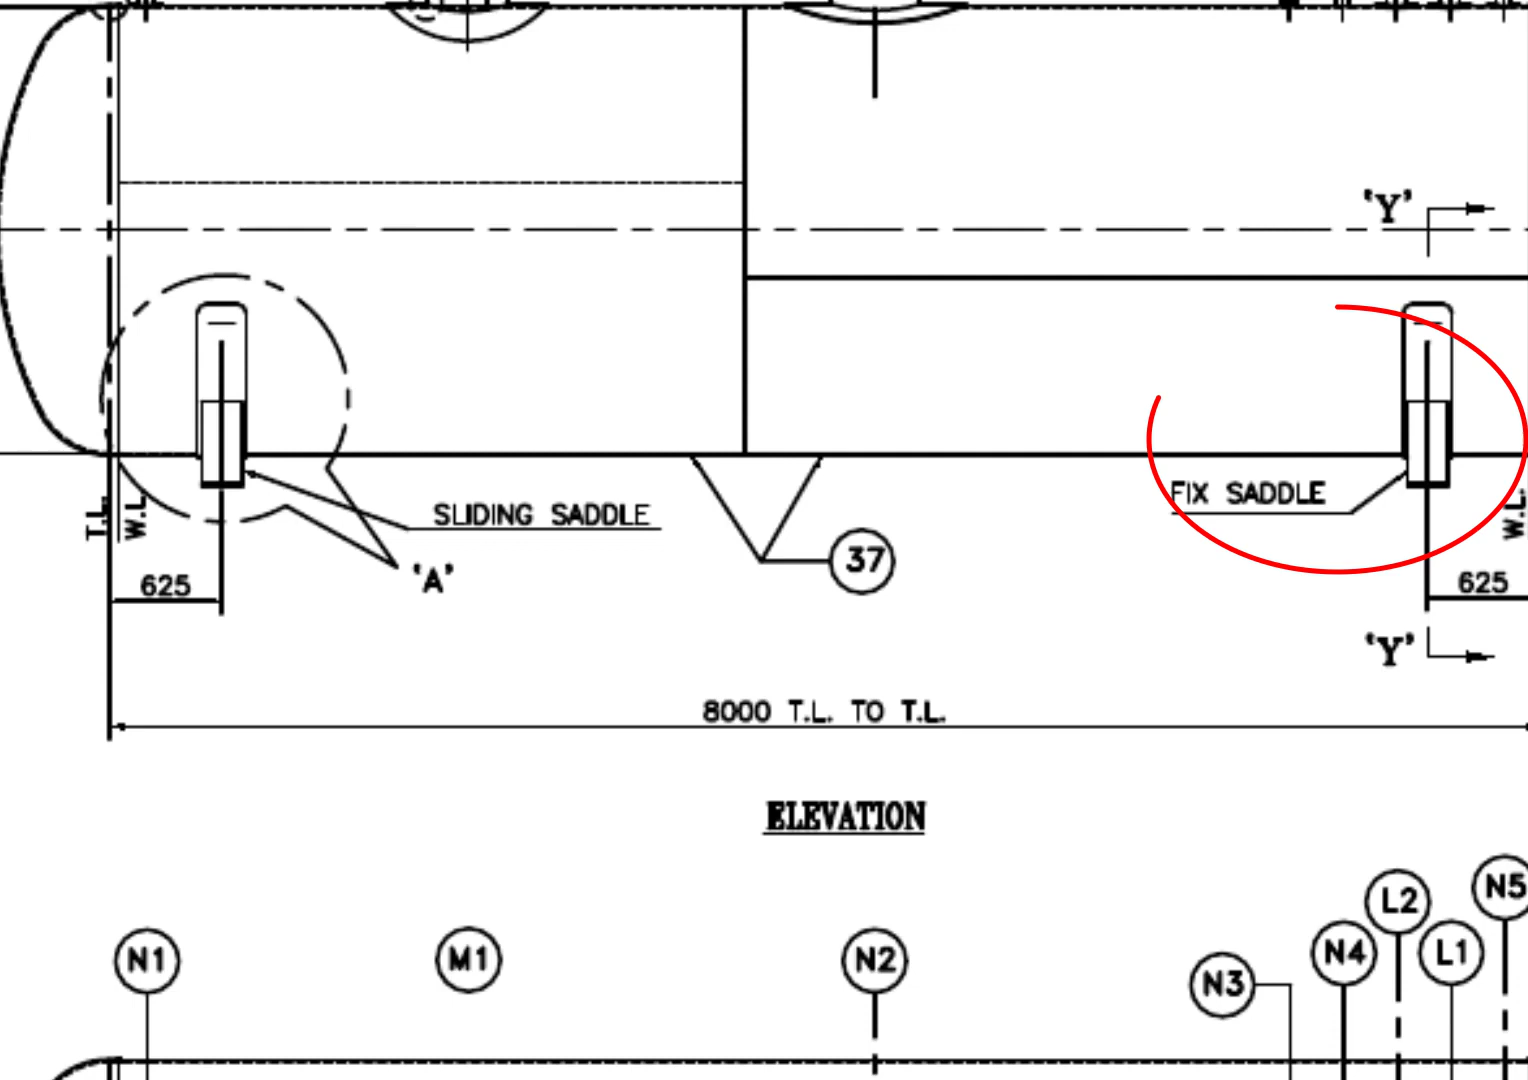 'Y'
T.L.
W.L.
SLIDING SADDLE
FIX SADDLE
W.L.
37
'A'
625
625
'Y'
8000 T.L. TO T.L.
ELEVATION
N5
L2
N1
M1
N2
N4
L1
N3